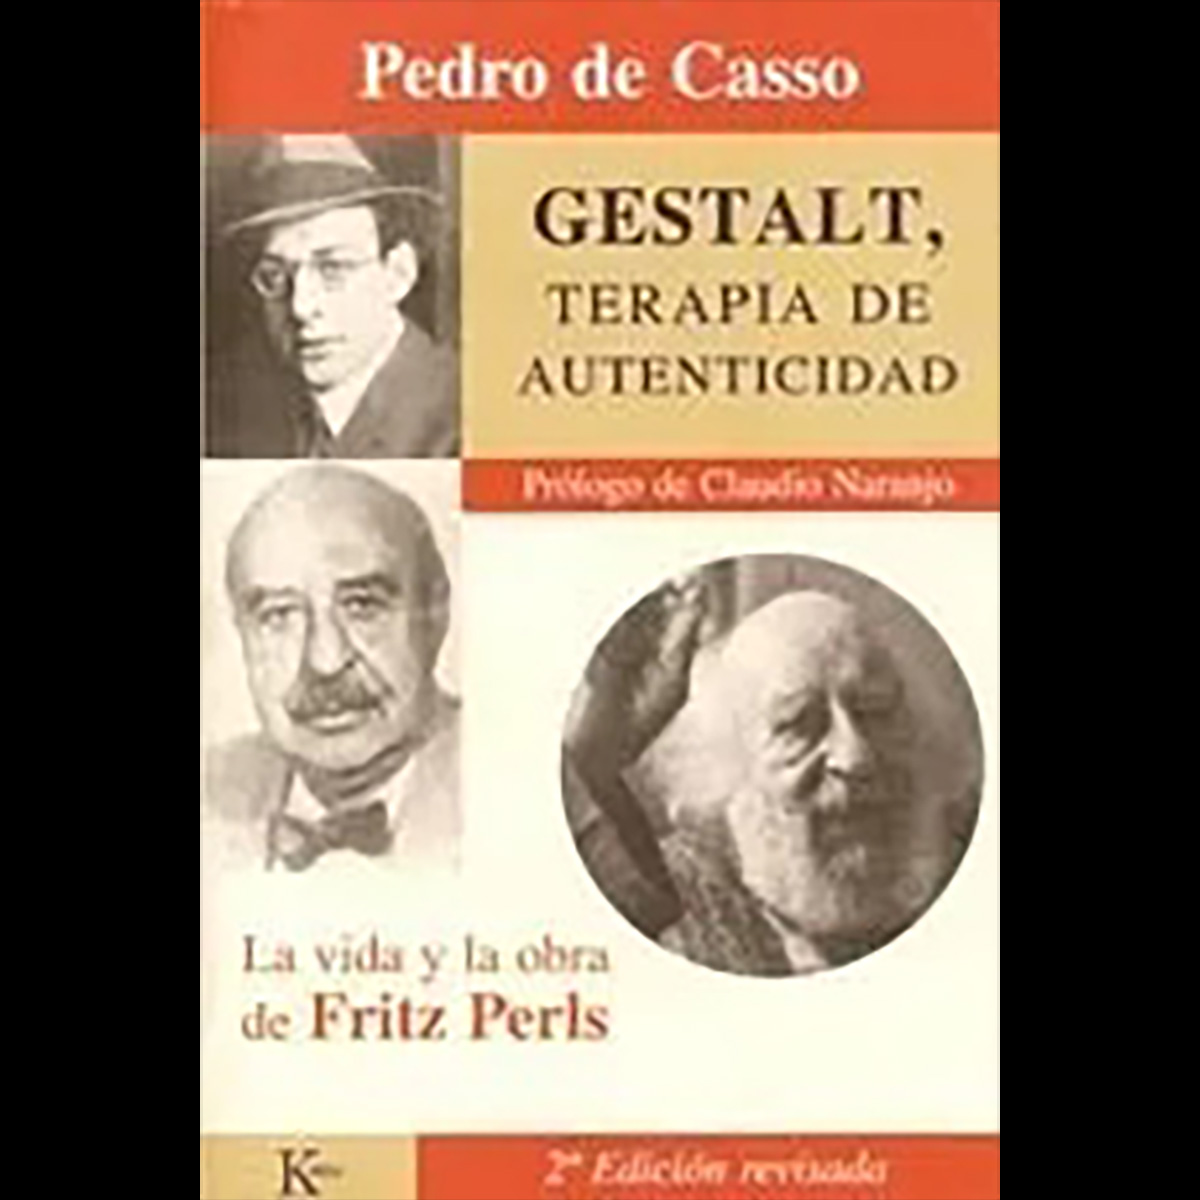 Pedro de Casso
GESTALT,
TERAPIA DE
AUTENTICIDAD
Prólogo de Claudio Naranjo
La vida y la obra
de Fritz Perls
K
2ª Edición revisada